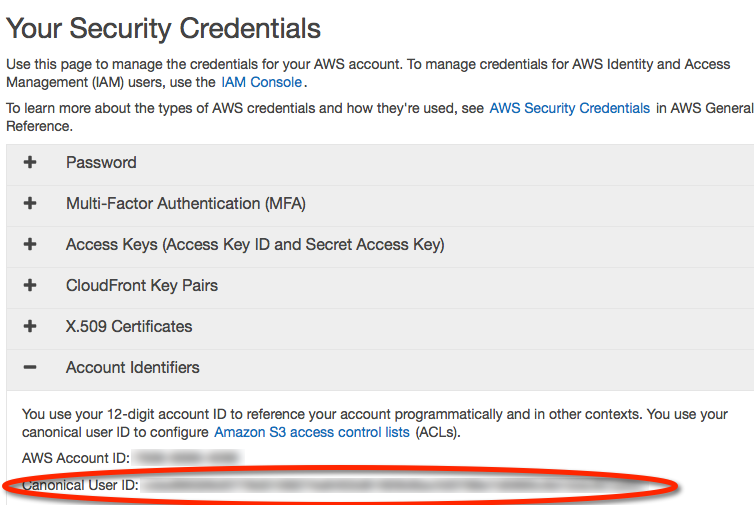 Your Security Credentials
Use this page to manage the credentials for your AWS account. To manage credentials for AWS Identity and Access
Management (IAM) users, use the IAM Console .
To learn more about the types of AWS credentials and how they're used, see AWS Security Credentials in AWS General
Reference.
Password
Multi-Factor Authentication (MFA)
Access Keys (Access Key ID and Secret Access Key)
CloudFront Key Pairs
X.509 Certificates
Account Identifiers
You use your 12-digit account ID to reference your account programmatically and in other contexts. You use your
canonical user ID to configure Amazon S3 access control lists (ACLs).
AWS Account ID:
Canonical User ID: